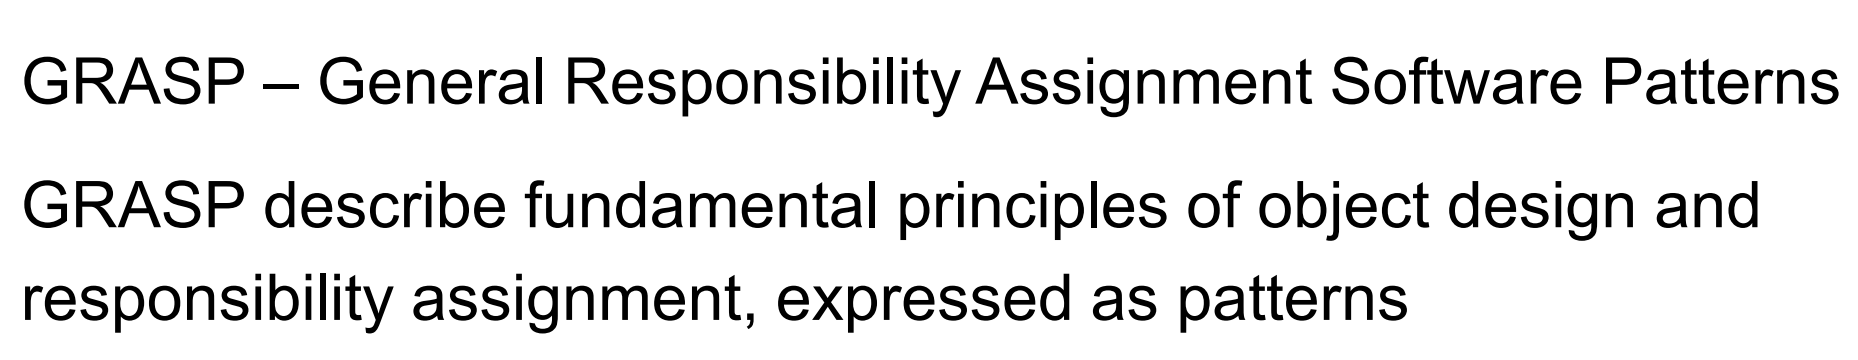 GRASP – General Responsibility Assignment Software Patterns
GRASP describe fundamental principles of object design and
responsibility assignment, expressed as patterns